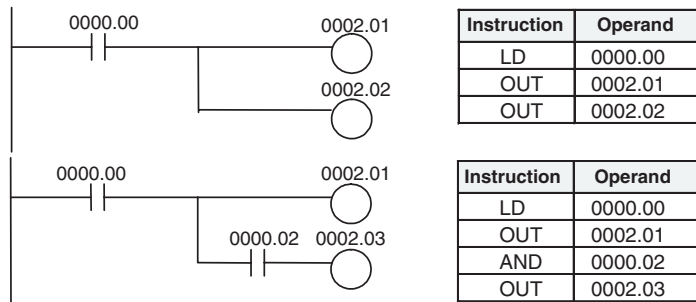 0000.00
0002.01
0002.02
Instruction Operand
LD 0000.00
OUT 0002.01
OUT 0002.02
0000.00
0002.01
0000.02 0002.03
Instruction Operand
LD 0000.00
OUT 0002.01
AND 0000.02
OUT 0002.03